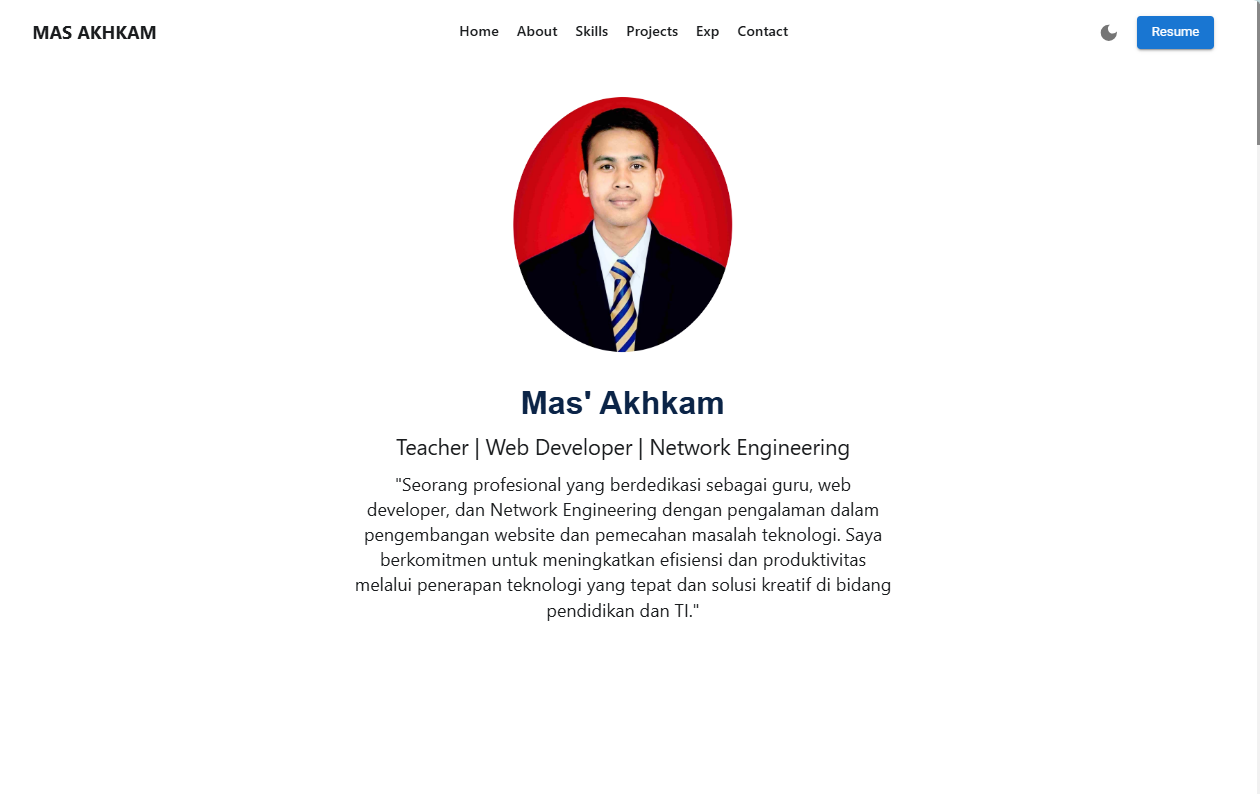 MAS AKHKAM
Home About Skills Projects Exp Contact
Resume
Mas' Akhkam
Teacher | Web Developer | Network Engineering
"Seorang profesional yang berdedikasi sebagai guru, web
developer, dan Network Engineering dengan pengalaman dalam
pengembangan website dan pemecahan masalah teknologi. Saya
berkomitmen untuk meningkatkan efisiensi dan produktivitas
melalui penerapan teknologi yang tepat dan solusi kreatif di bidang
pendidikan dan TI."